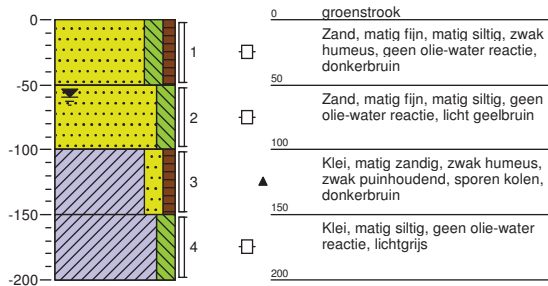 0
-50
-100
-150
-200
1
2
3
4
0
groenstrook
Zand, matig fijn, matig siltig, zwak
humeus, geen olie-water reactie,
donkerbruin
50
Zand, matig fijn, matig siltig, geen
olie-water reactie, licht geelbruin
100
Klei, matig zandig, zwak humeus,
zwak puinhoudend, sporen kolen,
donkerbruin
150
Klei, matig siltig, geen olie-water
reactie, lichtgrijs
200